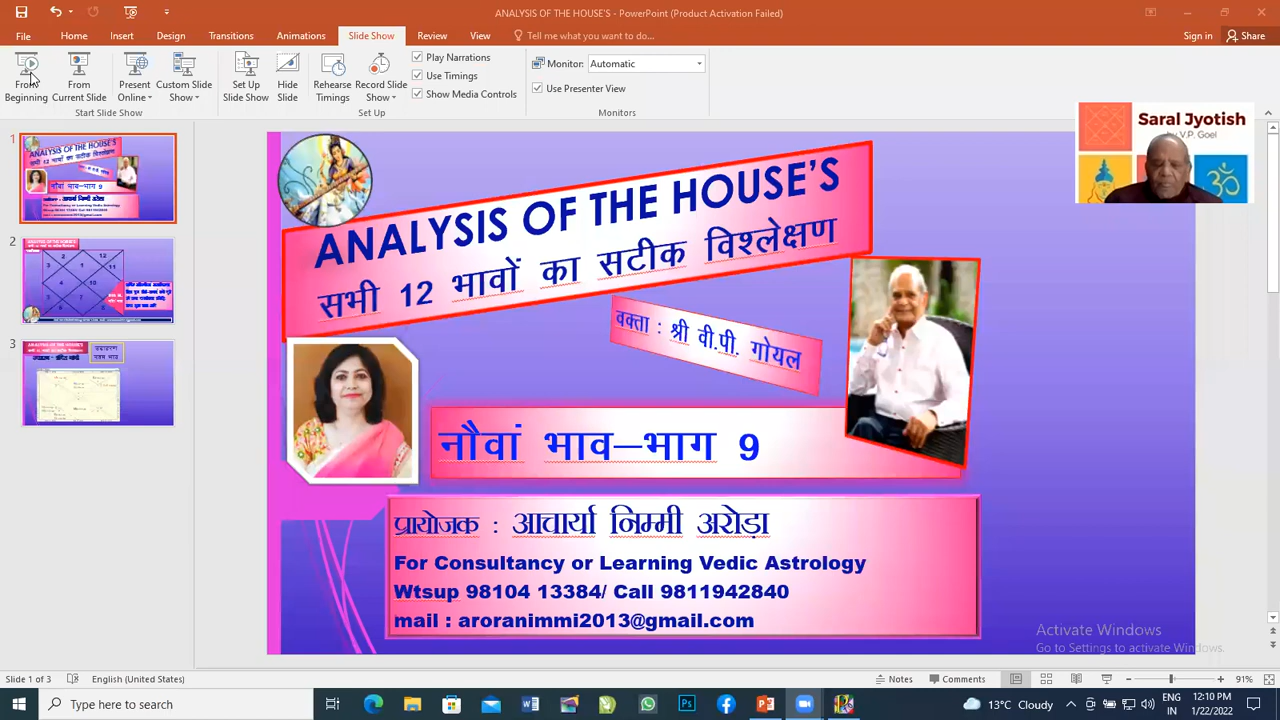 ANALYSIS OF THE HOUSE'S - PowerPoint (Product Activation Failed)
File Home Insert Design Transitions Animations Slide Show Review View Tell me what you want to do... Sign in Share
From Beginning
From Current Slide
Present Online
Custom Slide Show
Set Up Slide Show
Hide Slide
Rehearse Timings
Record Slide Show
Play Narrations
Use Timings
Show Media Controls
Monitor: Automatic
Use Presenter View
Start Slide Show Set Up Monitors
1
2
3
ANALYSIS OF THE HOUSE'S
सभी 12 भावों का सटीक विश्लेक्षण
वक्ता : श्री वी.पी. गोयल
नौवां भाव–भाग 9
प्रायोजक : आचार्या निम्मी अरोड़ा
For Consultancy or Learning Vedic Astrology
Wtsup 98104 13384/ Call 9811942840
mail : aroranimmi2013@gmail.com
Saral Jyotish
by V.P. Goel
Activate Windows
Go to Settings to activate Windows.
Slide 1 of 3 English (United States) Notes Comments 91%
Type here to search
13°C Cloudy
ENG
IN
12:10 PM
1/22/2022